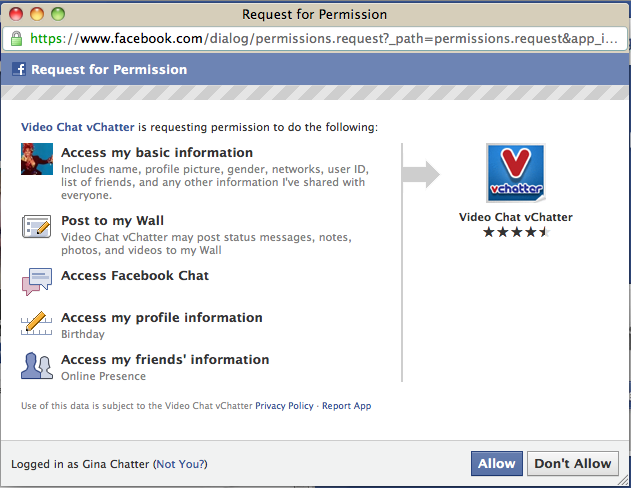 Request for Permission
https://www.facebook.com/dialog/permissions.request?_path=permissions.request&app_i...
f Request for Permission
Video Chat vChatter is requesting permission to do the following:
Access my basic information
Includes name, profile picture, gender, networks, user ID,
list of friends, and any other information I've shared with
everyone.
Post to my Wall
Video Chat vChatter may post status messages, notes,
photos, and videos to my Wall
Access Facebook Chat
Access my profile information
Birthday
Access my friends' information
Online Presence
V
vchatter
Video Chat vChatter
Use of this data is subject to the Video Chat vChatter Privacy Policy · Report App
Logged in as Gina Chatter (Not You?)
Allow
Don't Allow